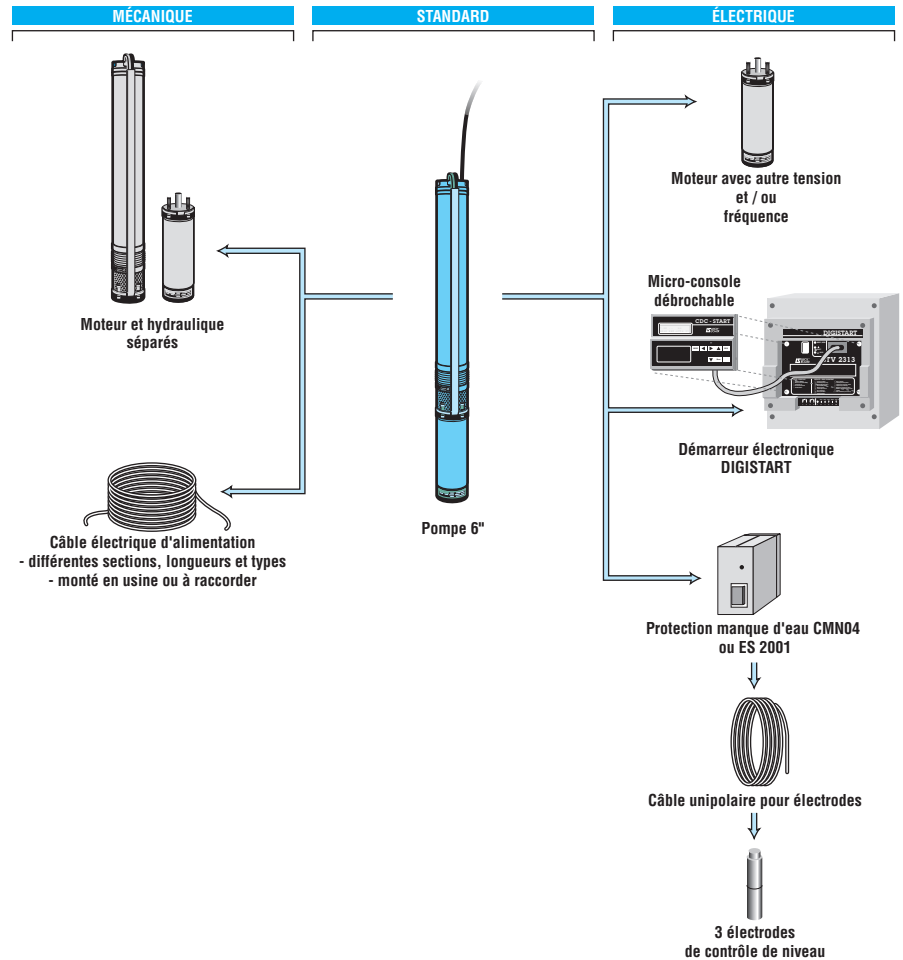 MÉCANIQUE
STANDARD
ÉLECTRIQUE
Moteur et hydraulique
séparés
Câble électrique d'alimentation
- différentes sections, longueurs et types
- monté en usine ou à raccorder
Pompe 6"
Moteur avec autre tension
et / ou
fréquence
Micro-console
débrochable
CDC - START
DIGISTART
TV 2313
Démarreur électronique
DIGISTART
Protection manque d'eau CMN04
ou ES 2001
Câble unipolaire pour électrodes
3 électrodes
de contrôle de niveau